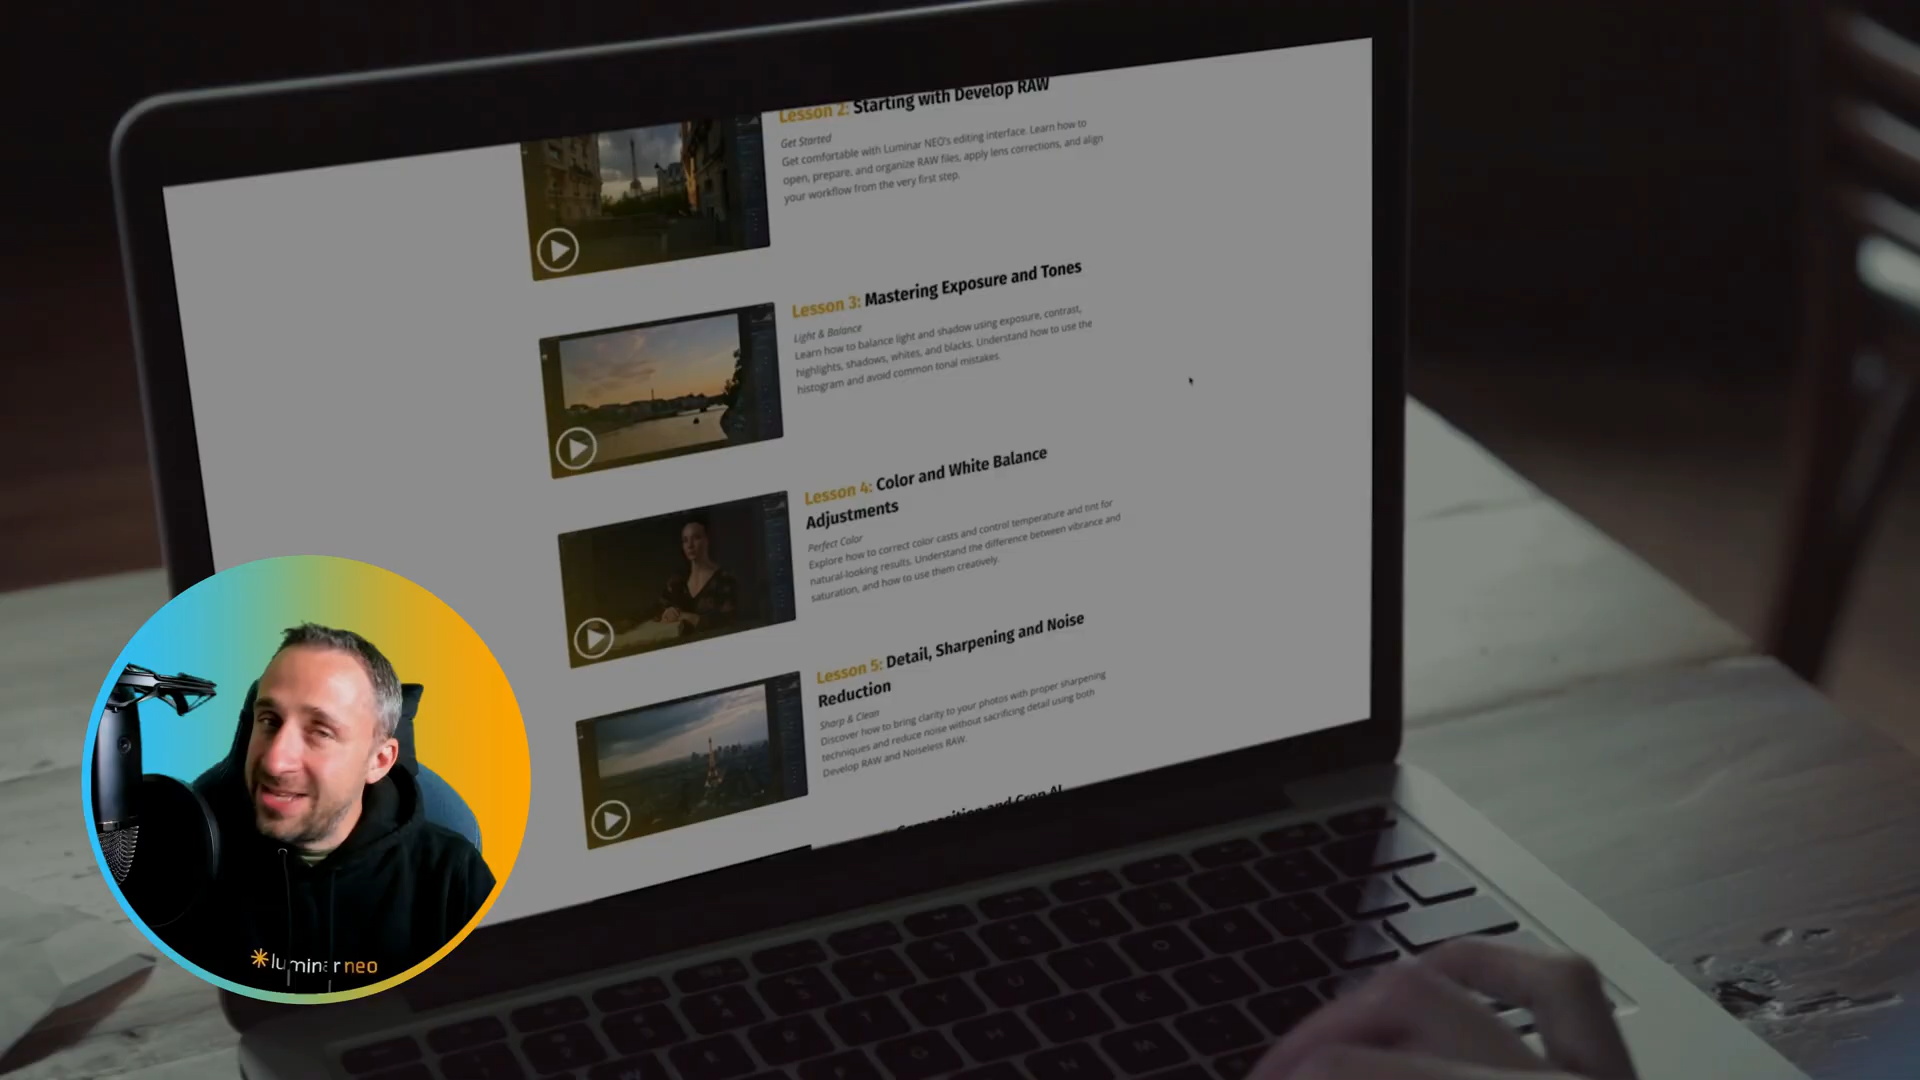 Lesson 2: Starting with Develop RAW
Get Started
Get comfortable with Luminar NEO's editing interface. Learn how to
open, prepare, and organize RAW files, apply lens corrections, and align
your workflow from the very first step.
Lesson 3: Mastering Exposure and Tones
Light & Balance
Learn how to balance light and shadow using exposure, contrast,
highlights, shadows, whites, and blacks. Understand how to use the
histogram and avoid common tonal mistakes.
Lesson 4: Color and White Balance
Adjustments
Perfect Color
Explore how to correct color casts and control temperature and tint for
natural-looking results. Understand the difference between vibrance and
saturation, and how to use them creatively.
Lesson 5: Detail, Sharpening and Noise
Reduction
Sharp & Clean
Discover how to bring clarity to your photos with proper sharpening
techniques and reduce noise without sacrificing detail using both
Develop RAW and Noiseless RAW.
Composition and Crop AI
luminar neo